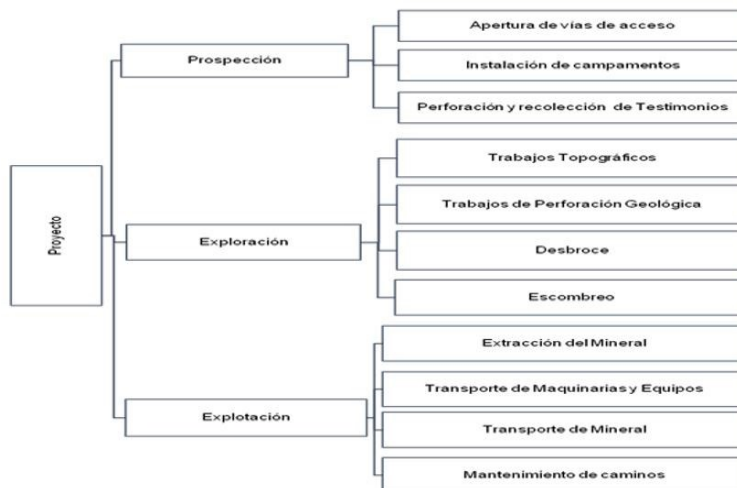 Proyecto
Prospección
Apertura de vías de acceso
Instalación de campamentos
Perforación y recolección de Testimonios
Exploración
Trabajos Topográficos
Trabajos de Perforación Geológica
Desbroce
Escombreo
Explotación
Extracción del Mineral
Transporte de Maquinarías y Equipos
Transporte de Mineral
Mantenimiento de caminos